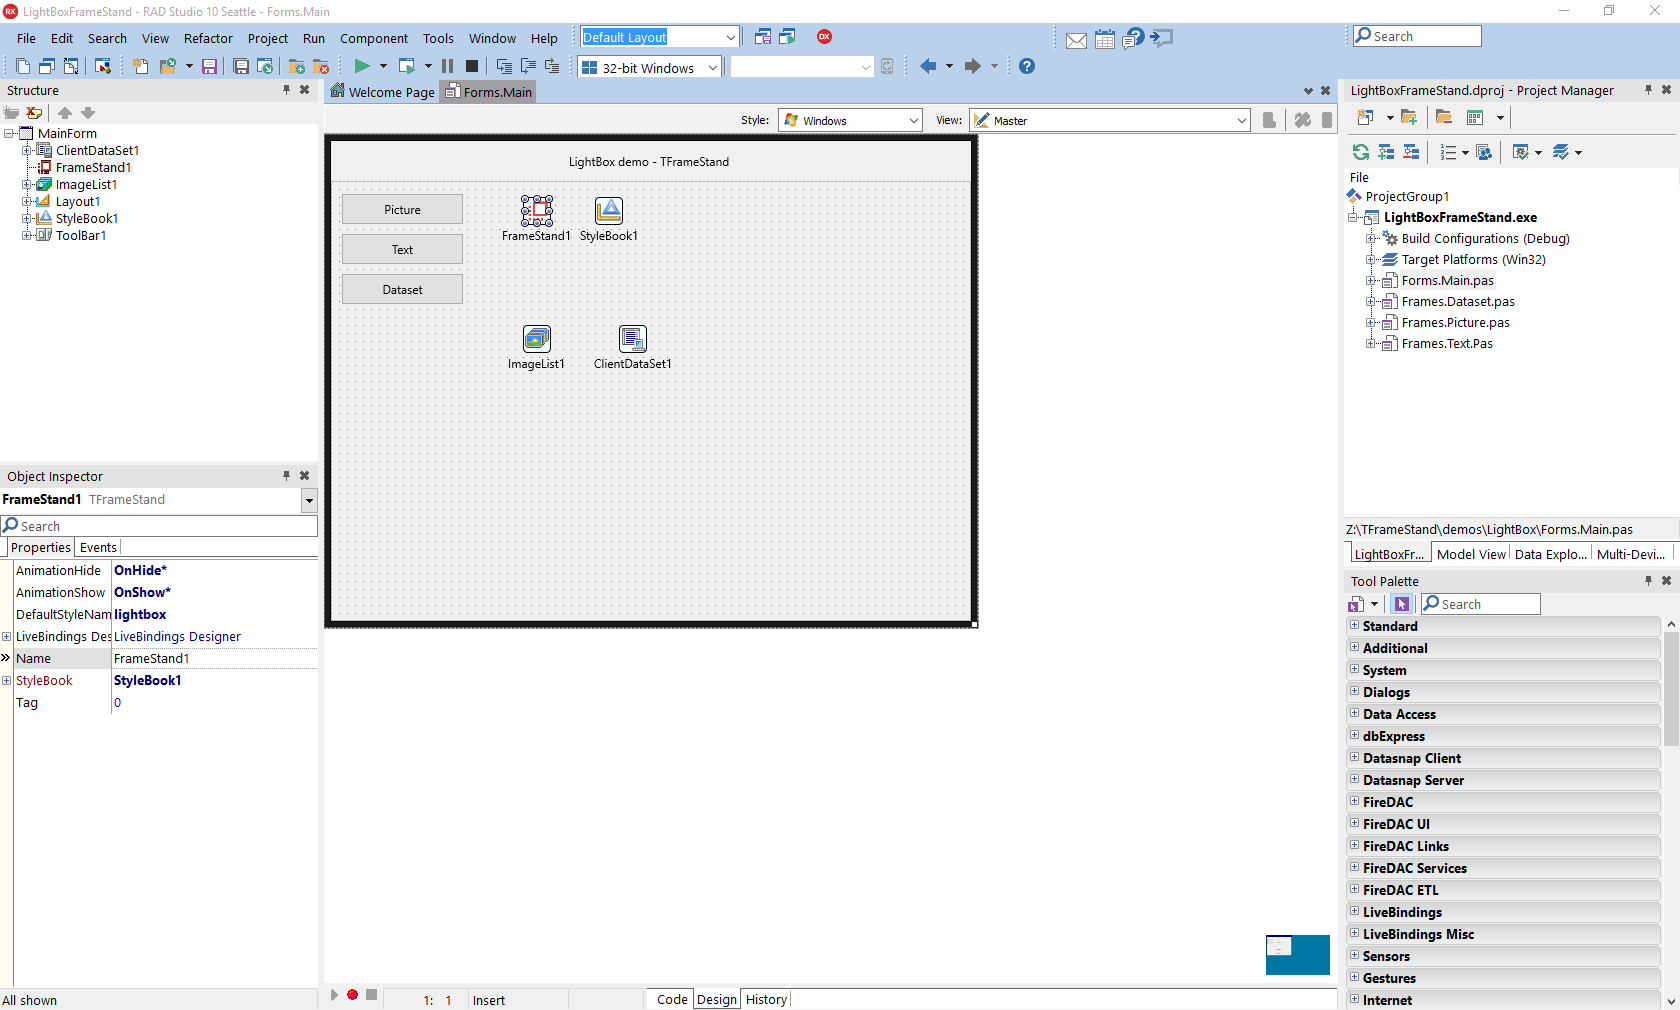 LightBoxFrameStand - RAD Studio 10 Seattle - Forms.Main
File Edit Search View Refactor Project Run Component Tools Window Help Default Layout Search
32-bit Windows
Structure
MainForm
ClientDataSet1
FrameStand1
ImageList1
Layout1
StyleBook1
ToolBar1
Object Inspector
FrameStand1 TFrameStand
Search
Properties Events
AnimationHide OnHide*
AnimationShow OnShow*
DefaultStyleNam lightbox
LiveBindings Des LiveBindings Designer
Name FrameStand1
StyleBook StyleBook1
Tag 0
All shown
Welcome Page Forms.Main
Style: Windows View: Master
LightBox demo - TFrameStand
Picture
Text
Dataset
FrameStand1 StyleBook1
ImageList1 ClientDataSet1
1: 1 Insert Code Design History
LightBoxFrameStand.dproj - Project Manager
File
ProjectGroup1
LightBoxFrameStand.exe
Build Configurations (Debug)
Target Platforms (Win32)
Forms.Main.pas
Frames.Dataset.pas
Frames.Picture.pas
Frames.Text.Pas
Z:\TFrameStand\demos\LightBox\Forms.Main.pas
LightBoxFr... Model View Data Explo... Multi-Devi...
Tool Palette
Search
Standard
Additional
System
Dialogs
Data Access
dbExpress
Datasnap Client
Datasnap Server
FireDAC
FireDAC UI
FireDAC Links
FireDAC Services
FireDAC ETL
LiveBindings
LiveBindings Misc
Sensors
Gestures
Internet